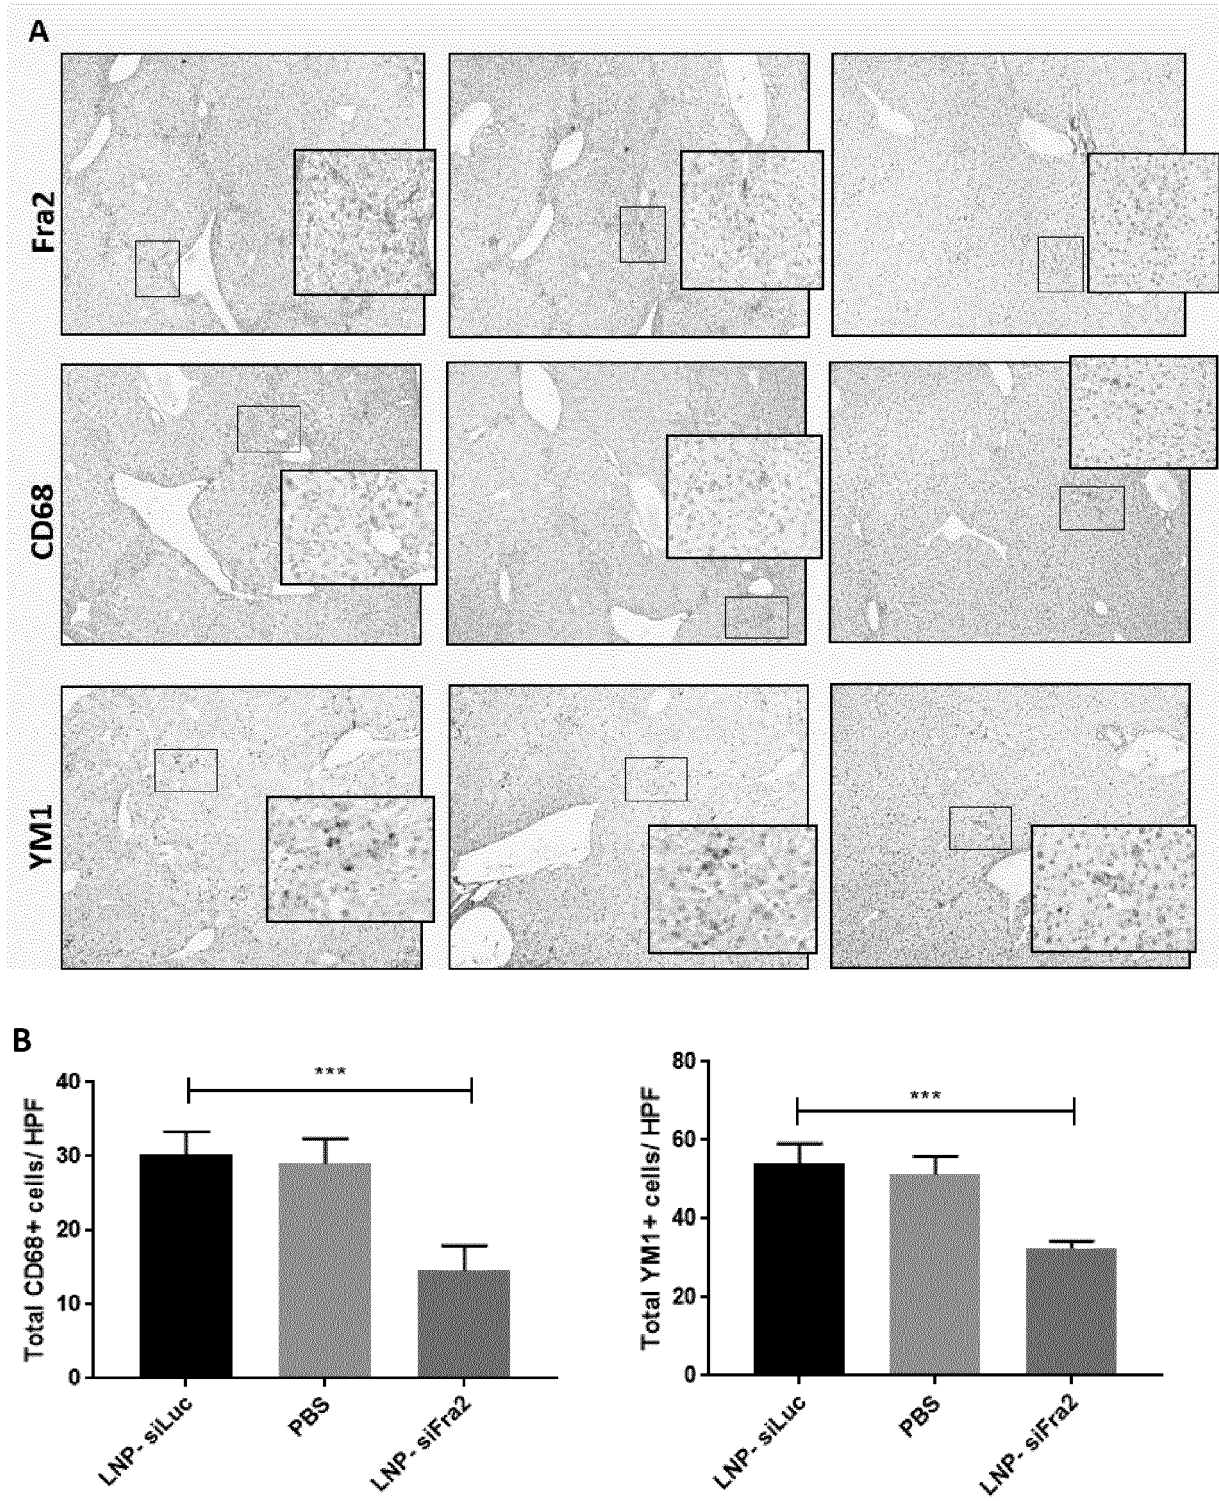 A
Fra2
CD68
YM1
B
Total CD68+ cells/ HPF
40
30
20
10
0
***
LNP- siLuc
PBS
LNP- siFra2
Total YM1+ cells/ HPF
80
60
40
20
0
***
LNP- siLuc
PBS
LNP- siFra2